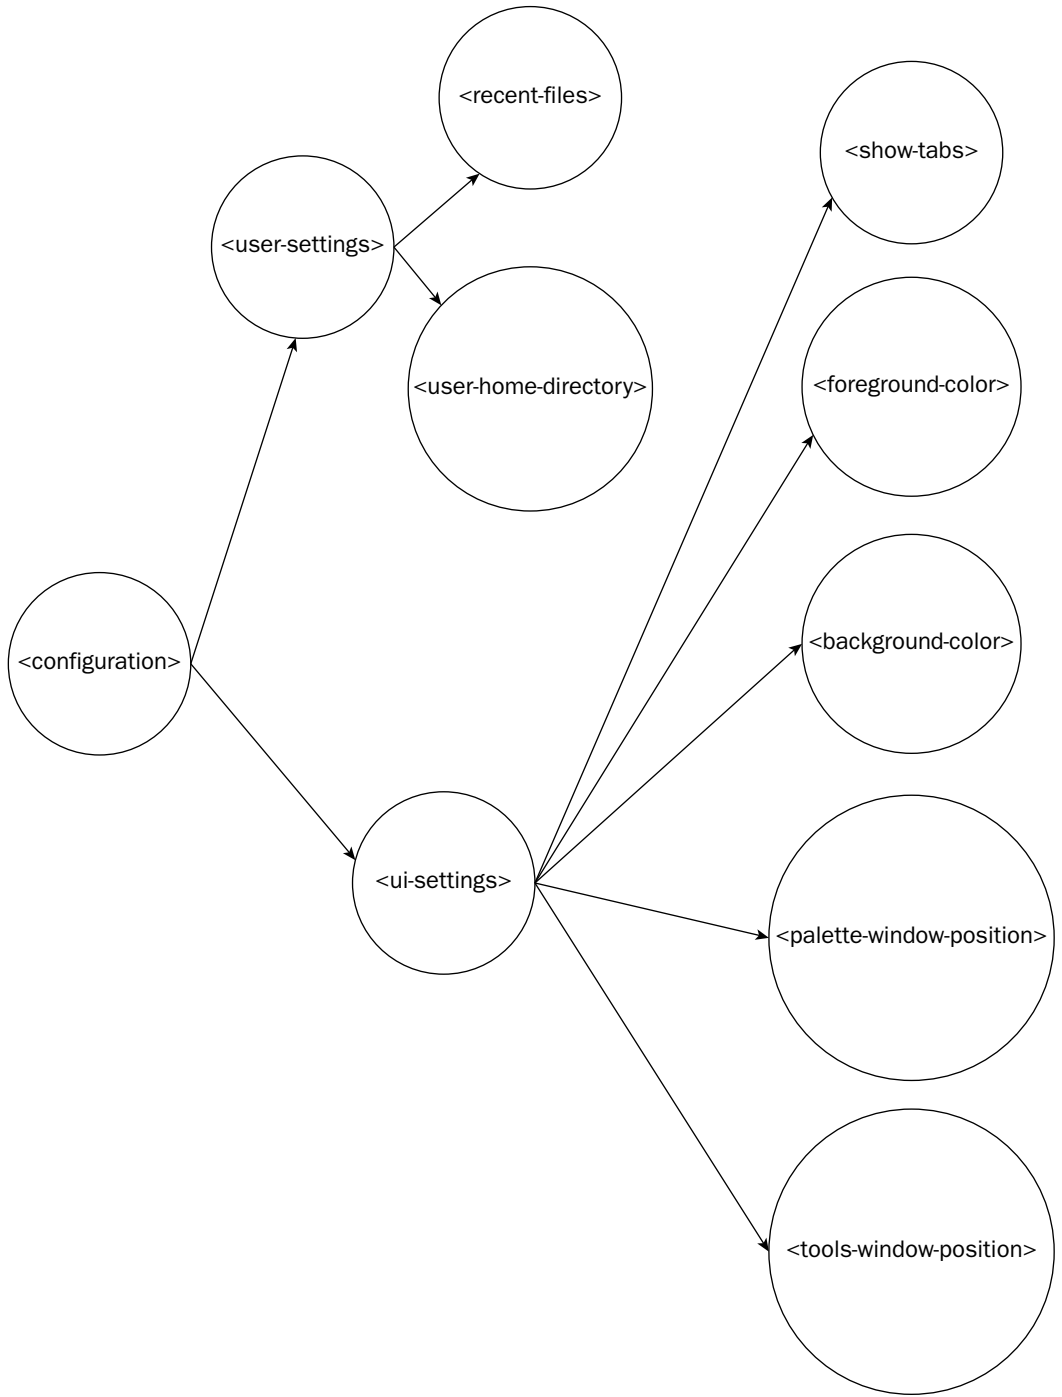 <recent-files>
<show-tabs>
<user-settings>
<user-home-directory>
<foreground-color>
<configuration>
<background-color>
<ui-settings>
<palette-window-position>
<tools-window-position>